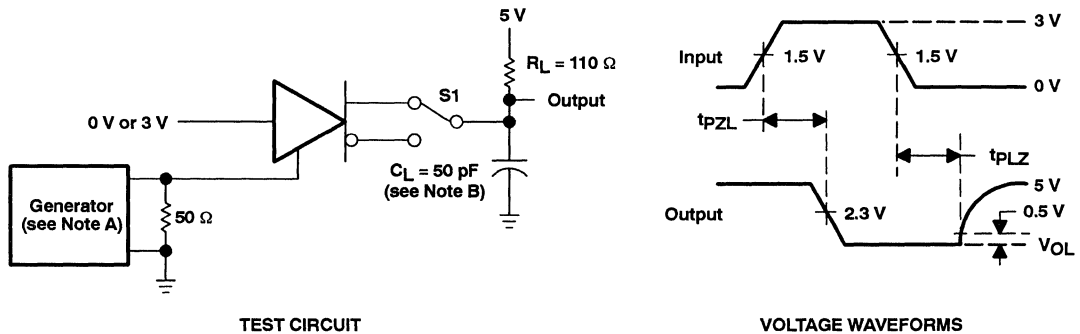 5 V
R_L = 110 Ω
S1
Output
0 V or 3 V
C_L = 50 pF
(see Note B)
Generator
(see Note A)
50 Ω
TEST CIRCUIT
3 V
Input
1.5 V
1.5 V
0 V
t_PZL
t_PLZ
5 V
Output
2.3 V
0.5 V
V_OL
VOLTAGE WAVEFORMS